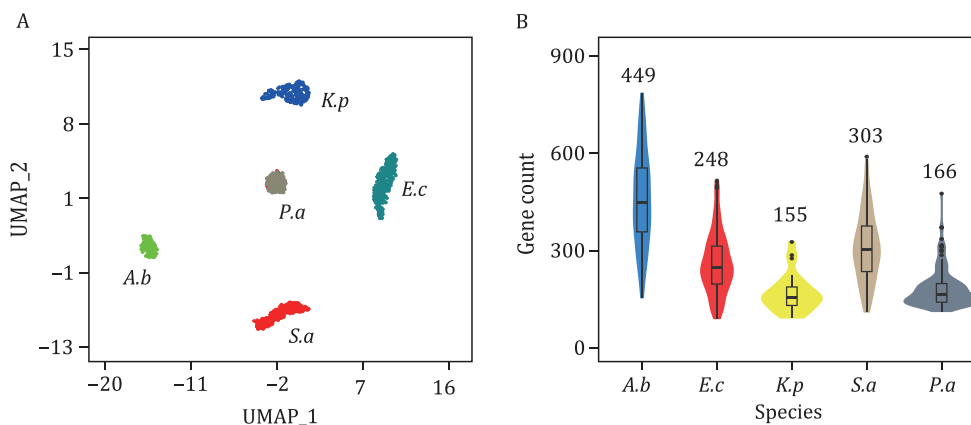 A
UMAP_2
15
8
1
−1
−13
K.p
E.c
P.a
A.b
S.a
−20
−11
−2
7
16
UMAP_1
B
Gene count
900
600
300
0
449
248
155
303
166
A.b
E.c
K.p
S.a
P.a
Species